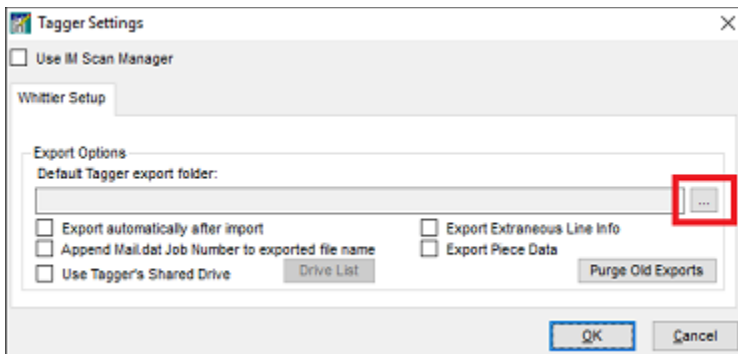 Tagger Settings
Use IM Scan Manager
Whittier Setup
Export Options
Default Tagger export folder:
...
Export automatically after import
Export Extraneous Line Info
Append Mail.dat Job Number to exported file name
Export Piece Data
Use Tagger's Shared Drive
Drive List
Purge Old Exports
OK
Cancel